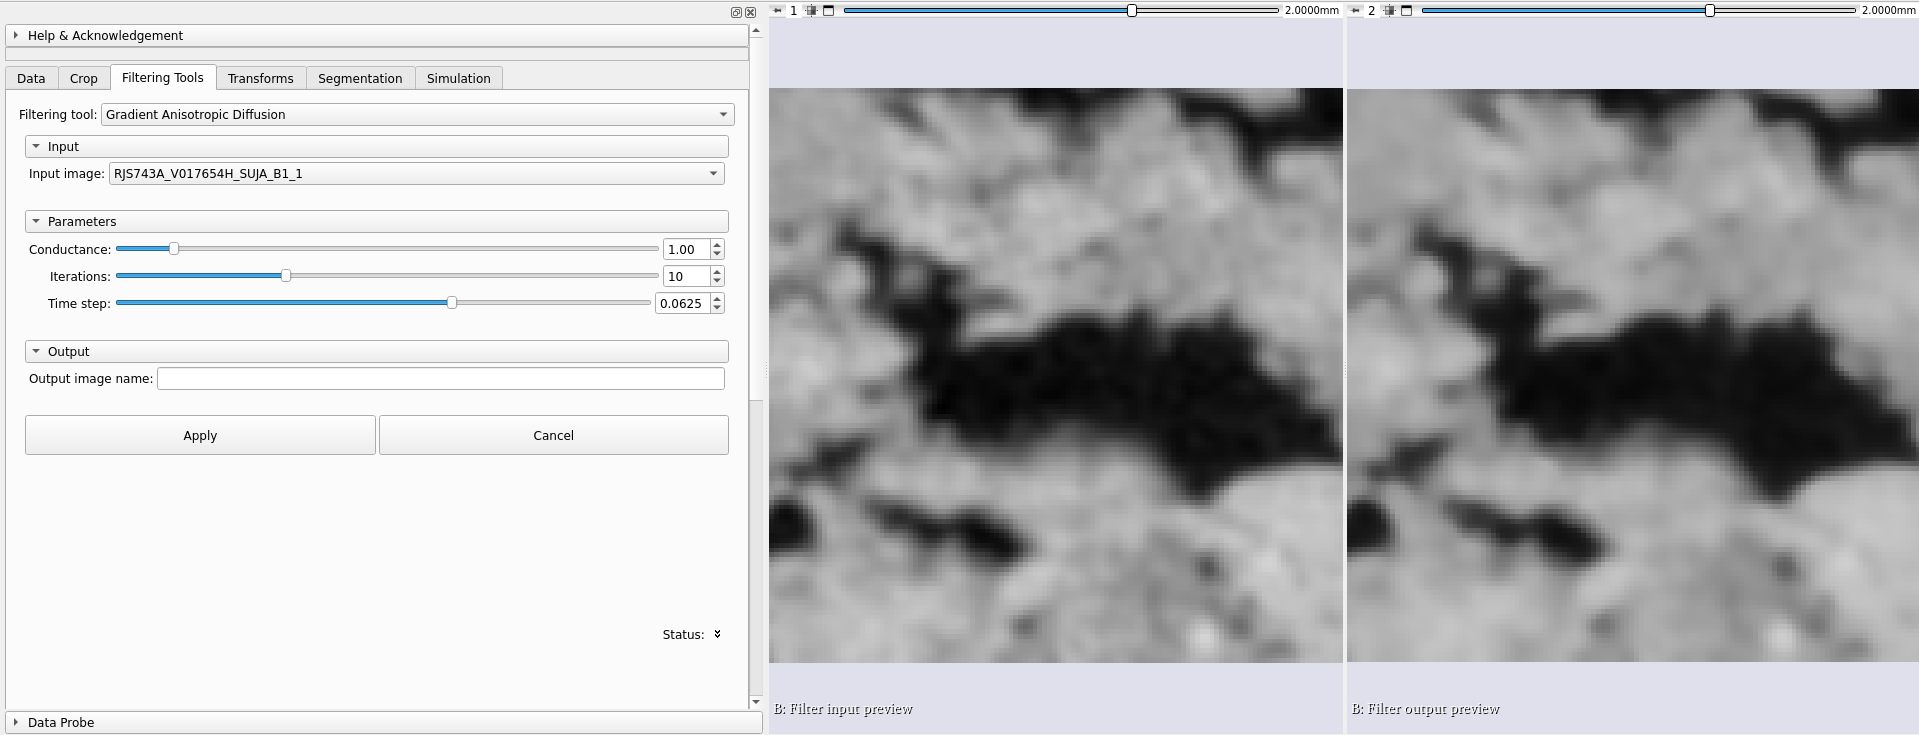 Help & Acknowledgement
Data Crop Filtering Tools Transforms Segmentation Simulation
Filtering tool: Gradient Anisotropic Diffusion
Input
Input image: RJS743A_V017654H_SUJA_B1_1
Parameters
Conductance: 1.00
Iterations: 10
Time step: 0.0625
Output
Output image name:
Apply Cancel
Status:
Data Probe
1 2.0000mm
B: Filter input preview
2 2.0000mm
B: Filter output preview